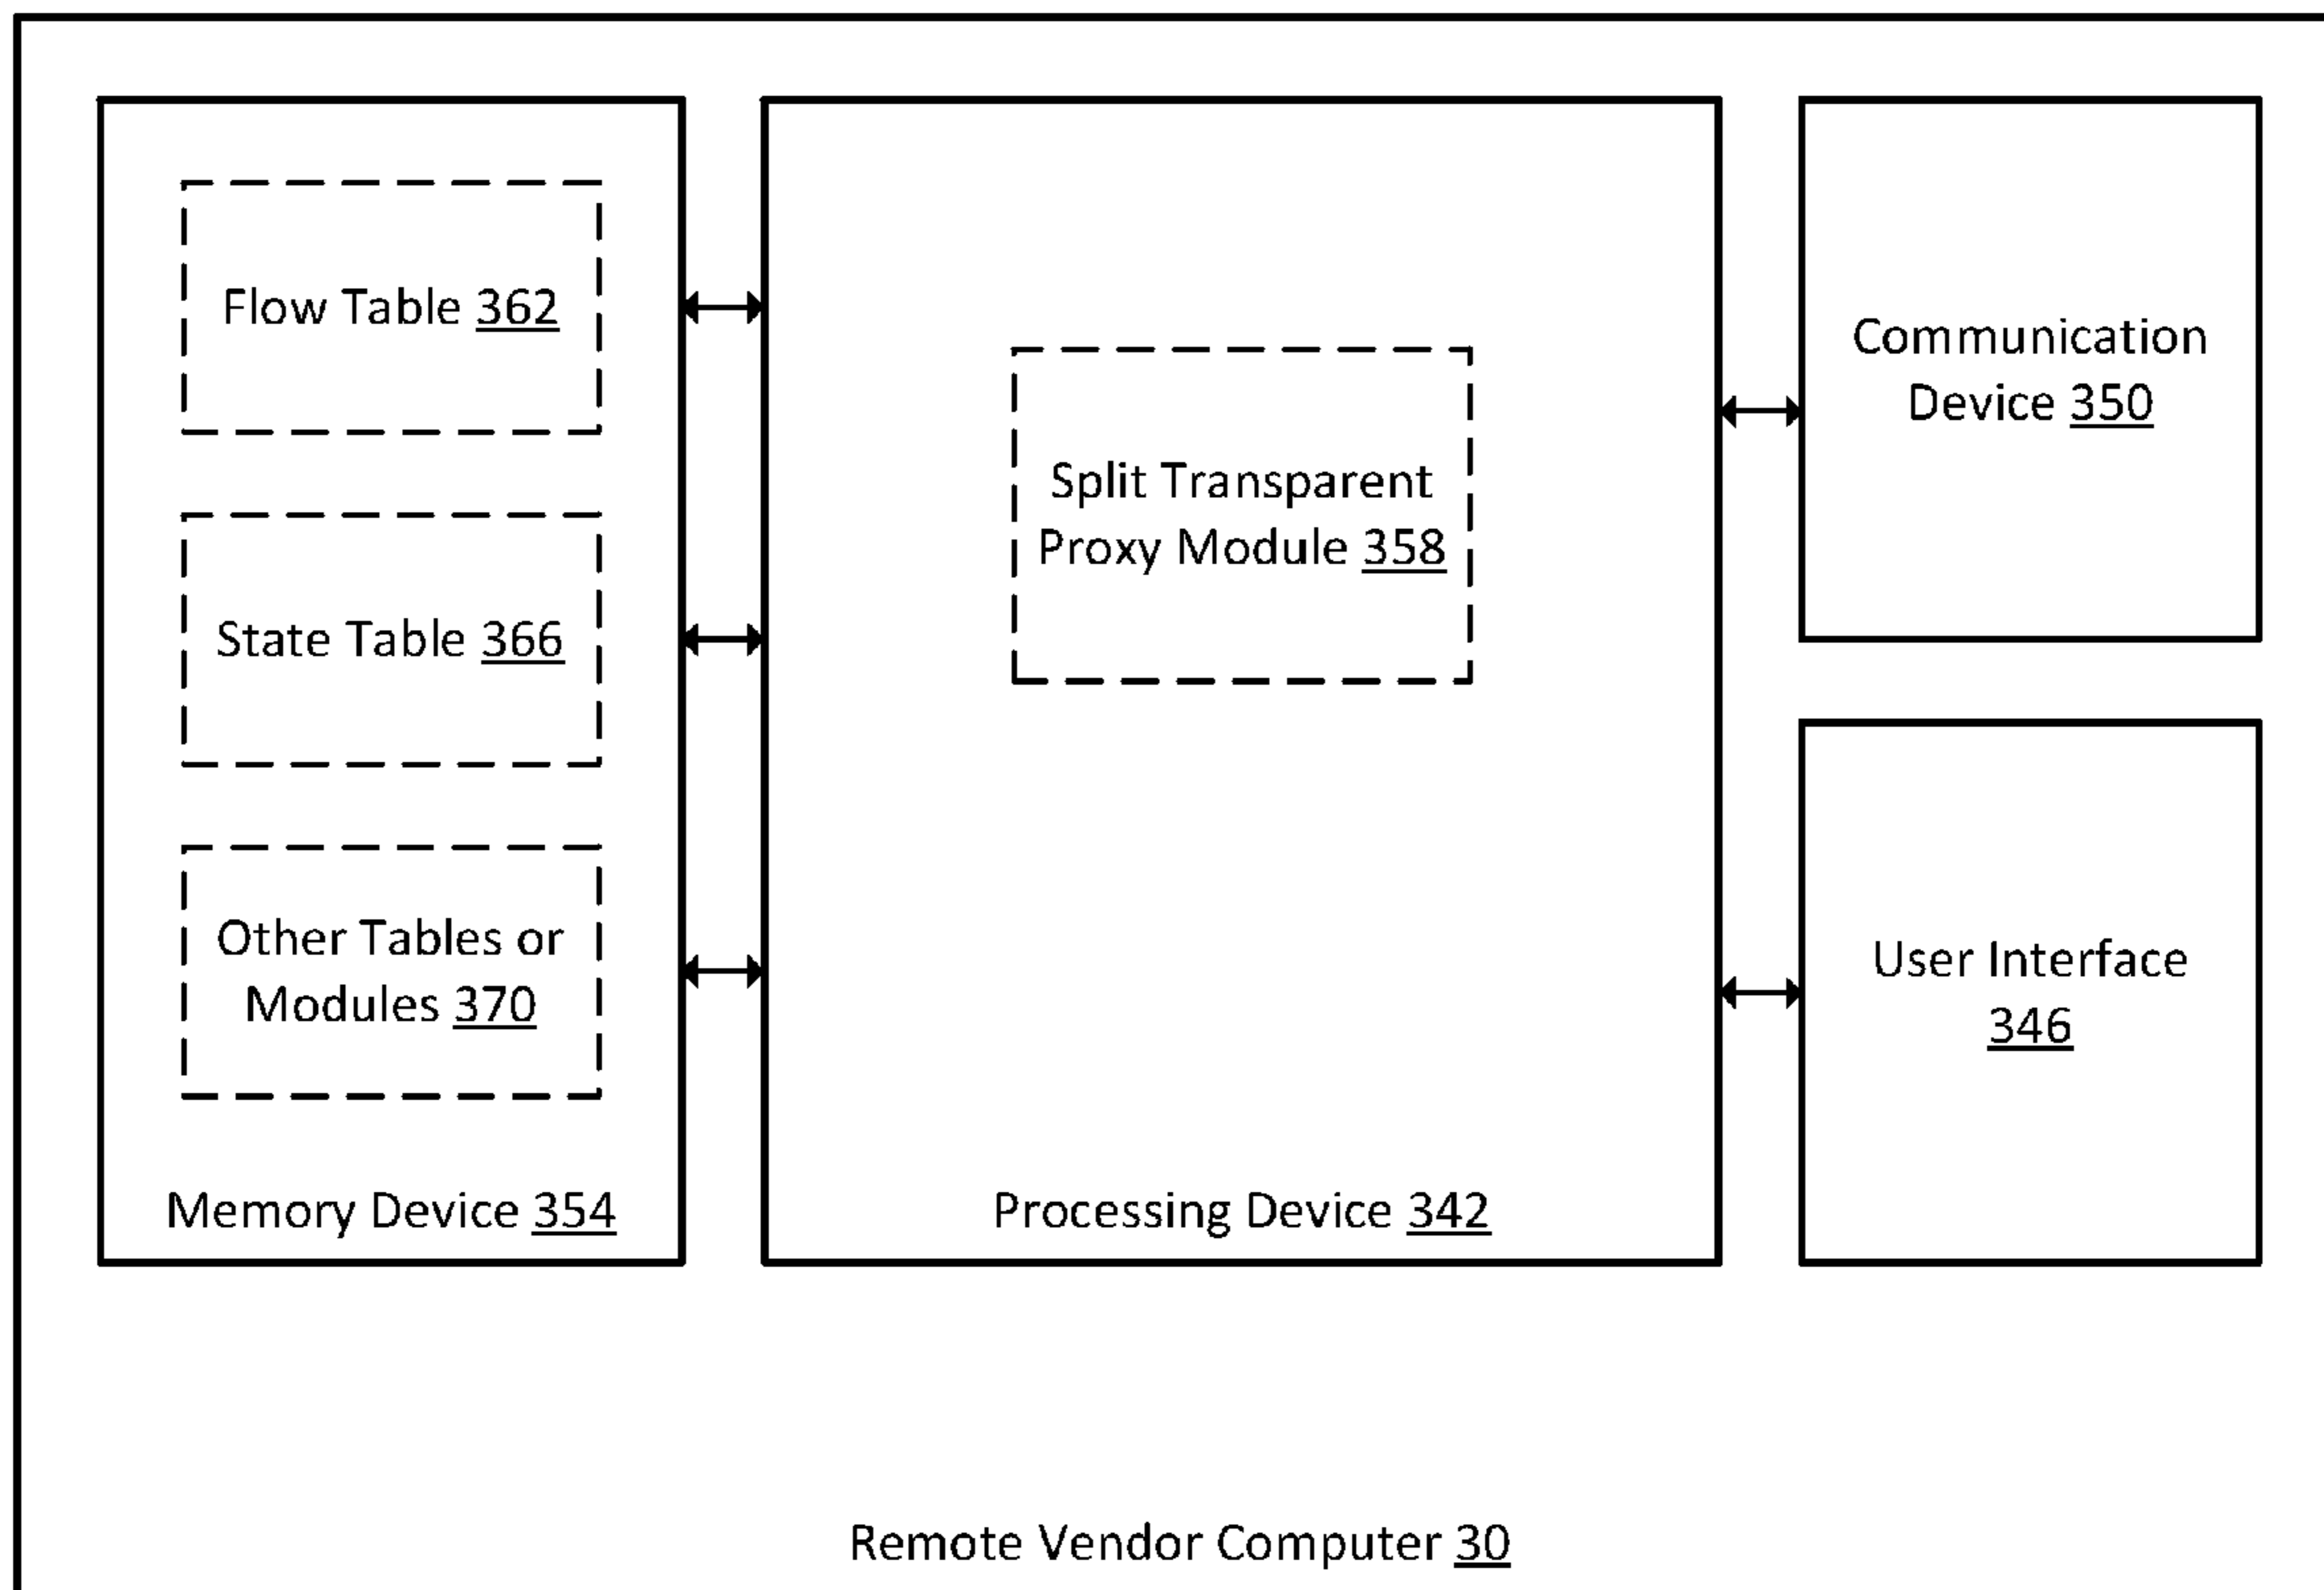 Flow Table 362
State Table 366
Other Tables or
Modules 370
Memory Device 354
Split Transparent
Proxy Module 358
Processing Device 342
Communication
Device 350
User Interface
346
Remote Vendor Computer 30